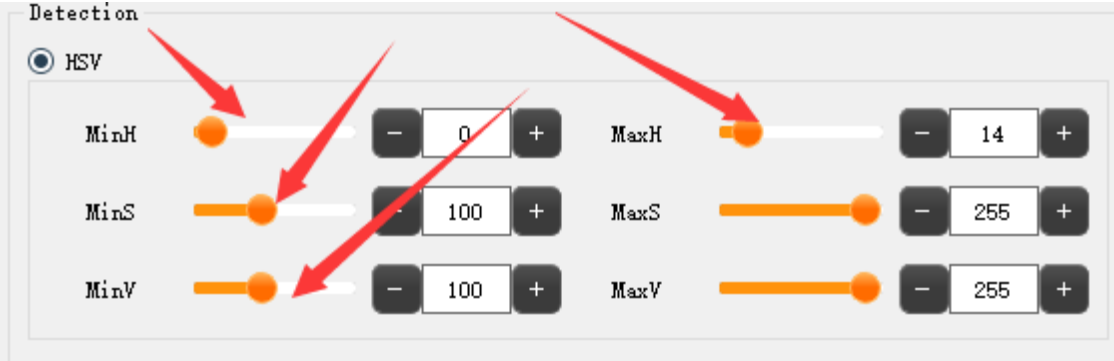 Detection
HSV
MinH - 0 + MaxH - 14 +
MinS - 100 + MaxS - 255 +
MinV - 100 + MaxV - 255 +